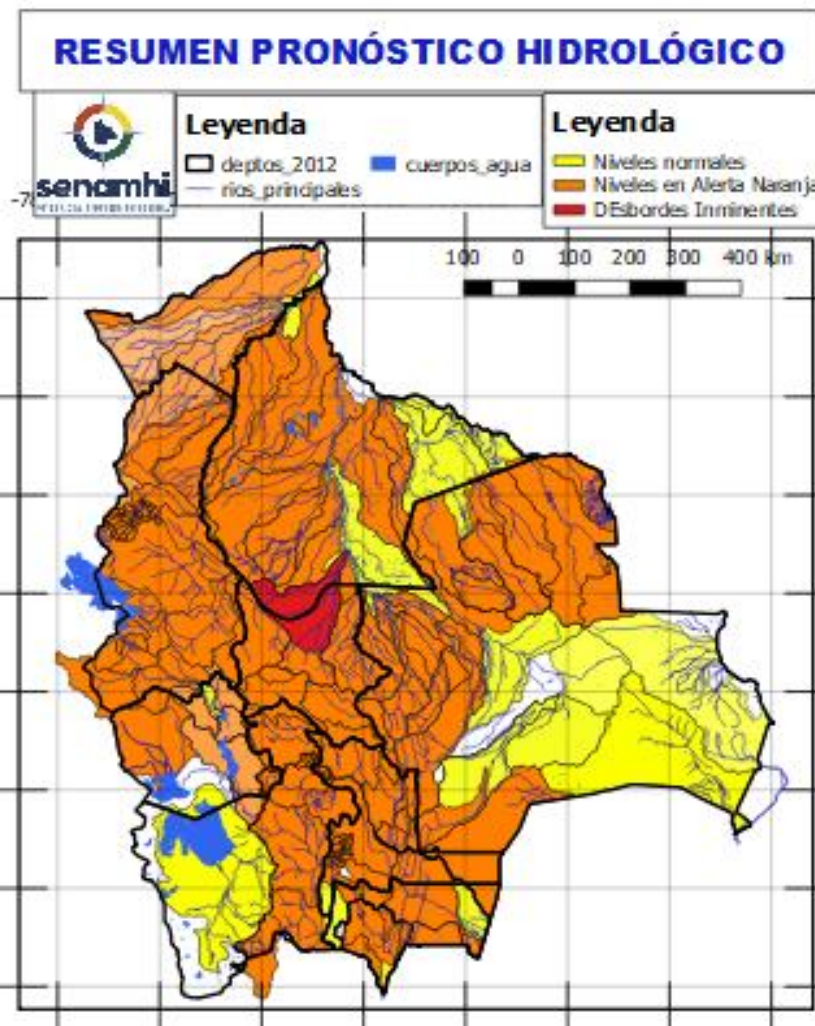 RESUMEN PRONÓSTICO HIDROLÓGICO
senamhi
Leyenda
deptos_2012
cuerpos_agua
rios_principales
Leyenda
Niveles normales
Niveles en Alerta Naranja
DEsbordes Inminentes
100 0 100 200 300 400 km